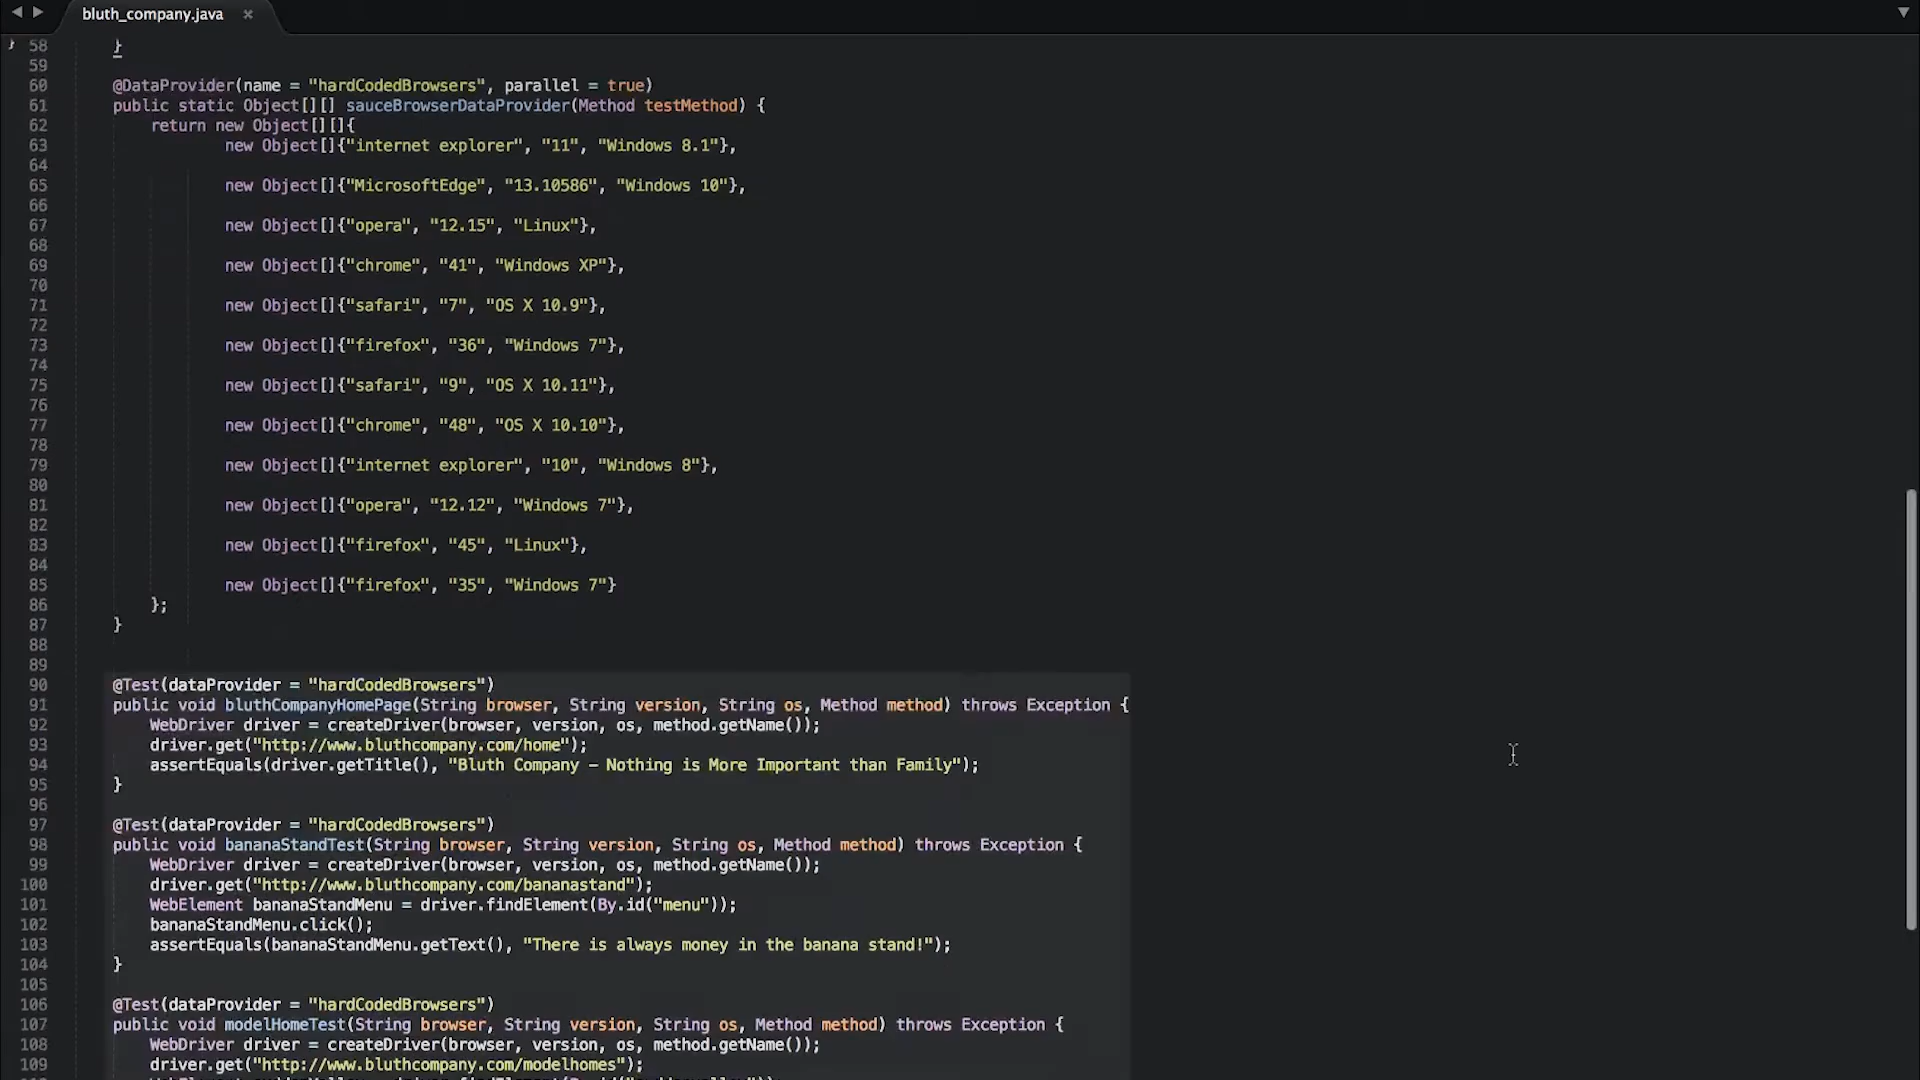 bluth_company.java ×
58 }
59
60 @DataProvider(name = "hardCodedBrowsers", parallel = true)
61 public static Object[][] sauceBrowserDataProvider(Method testMethod) {
62 return new Object[][]{
63 new Object[]{"internet explorer", "11", "Windows 8.1"},
64
65 new Object[]{"MicrosoftEdge", "13.10586", "Windows 10"},
66
67 new Object[]{"opera", "12.15", "Linux"},
68
69 new Object[]{"chrome", "41", "Windows XP"},
70
71 new Object[]{"safari", "7", "OS X 10.9"},
72
73 new Object[]{"firefox", "36", "Windows 7"},
74
75 new Object[]{"safari", "9", "OS X 10.11"},
76
77 new Object[]{"chrome", "48", "OS X 10.10"},
78
79 new Object[]{"internet explorer", "10", "Windows 8"},
80
81 new Object[]{"opera", "12.12", "Windows 7"},
82
83 new Object[]{"firefox", "45", "Linux"},
84
85 new Object[]{"firefox", "35", "Windows 7"}
86 };
87 }
88
89
90 @Test(dataProvider = "hardCodedBrowsers")
91 public void bluthCompanyHomePage(String browser, String version, String os, Method method) throws Exception {
92 WebDriver driver = createDriver(browser, version, os, method.getName());
93 driver.get("http://www.bluthcompany.com/home");
94 assertEquals(driver.getTitle(), "Bluth Company – Nothing is More Important than Family");
95 }
96
97 @Test(dataProvider = "hardCodedBrowsers")
98 public void bananaStandTest(String browser, String version, String os, Method method) throws Exception {
99 WebDriver driver = createDriver(browser, version, os, method.getName());
100 driver.get("http://www.bluthcompany.com/bananastand");
101 WebElement bananaStandMenu = driver.findElement(By.id("menu"));
102 bananaStandMenu.click();
103 assertEquals(bananaStandMenu.getText(), "There is always money in the banana stand!");
104 }
105
106 @Test(dataProvider = "hardCodedBrowsers")
107 public void modelHomeTest(String browser, String version, String os, Method method) throws Exception {
108 WebDriver driver = createDriver(browser, version, os, method.getName());
109 driver.get("http://www.bluthcompany.com/modelhomes");